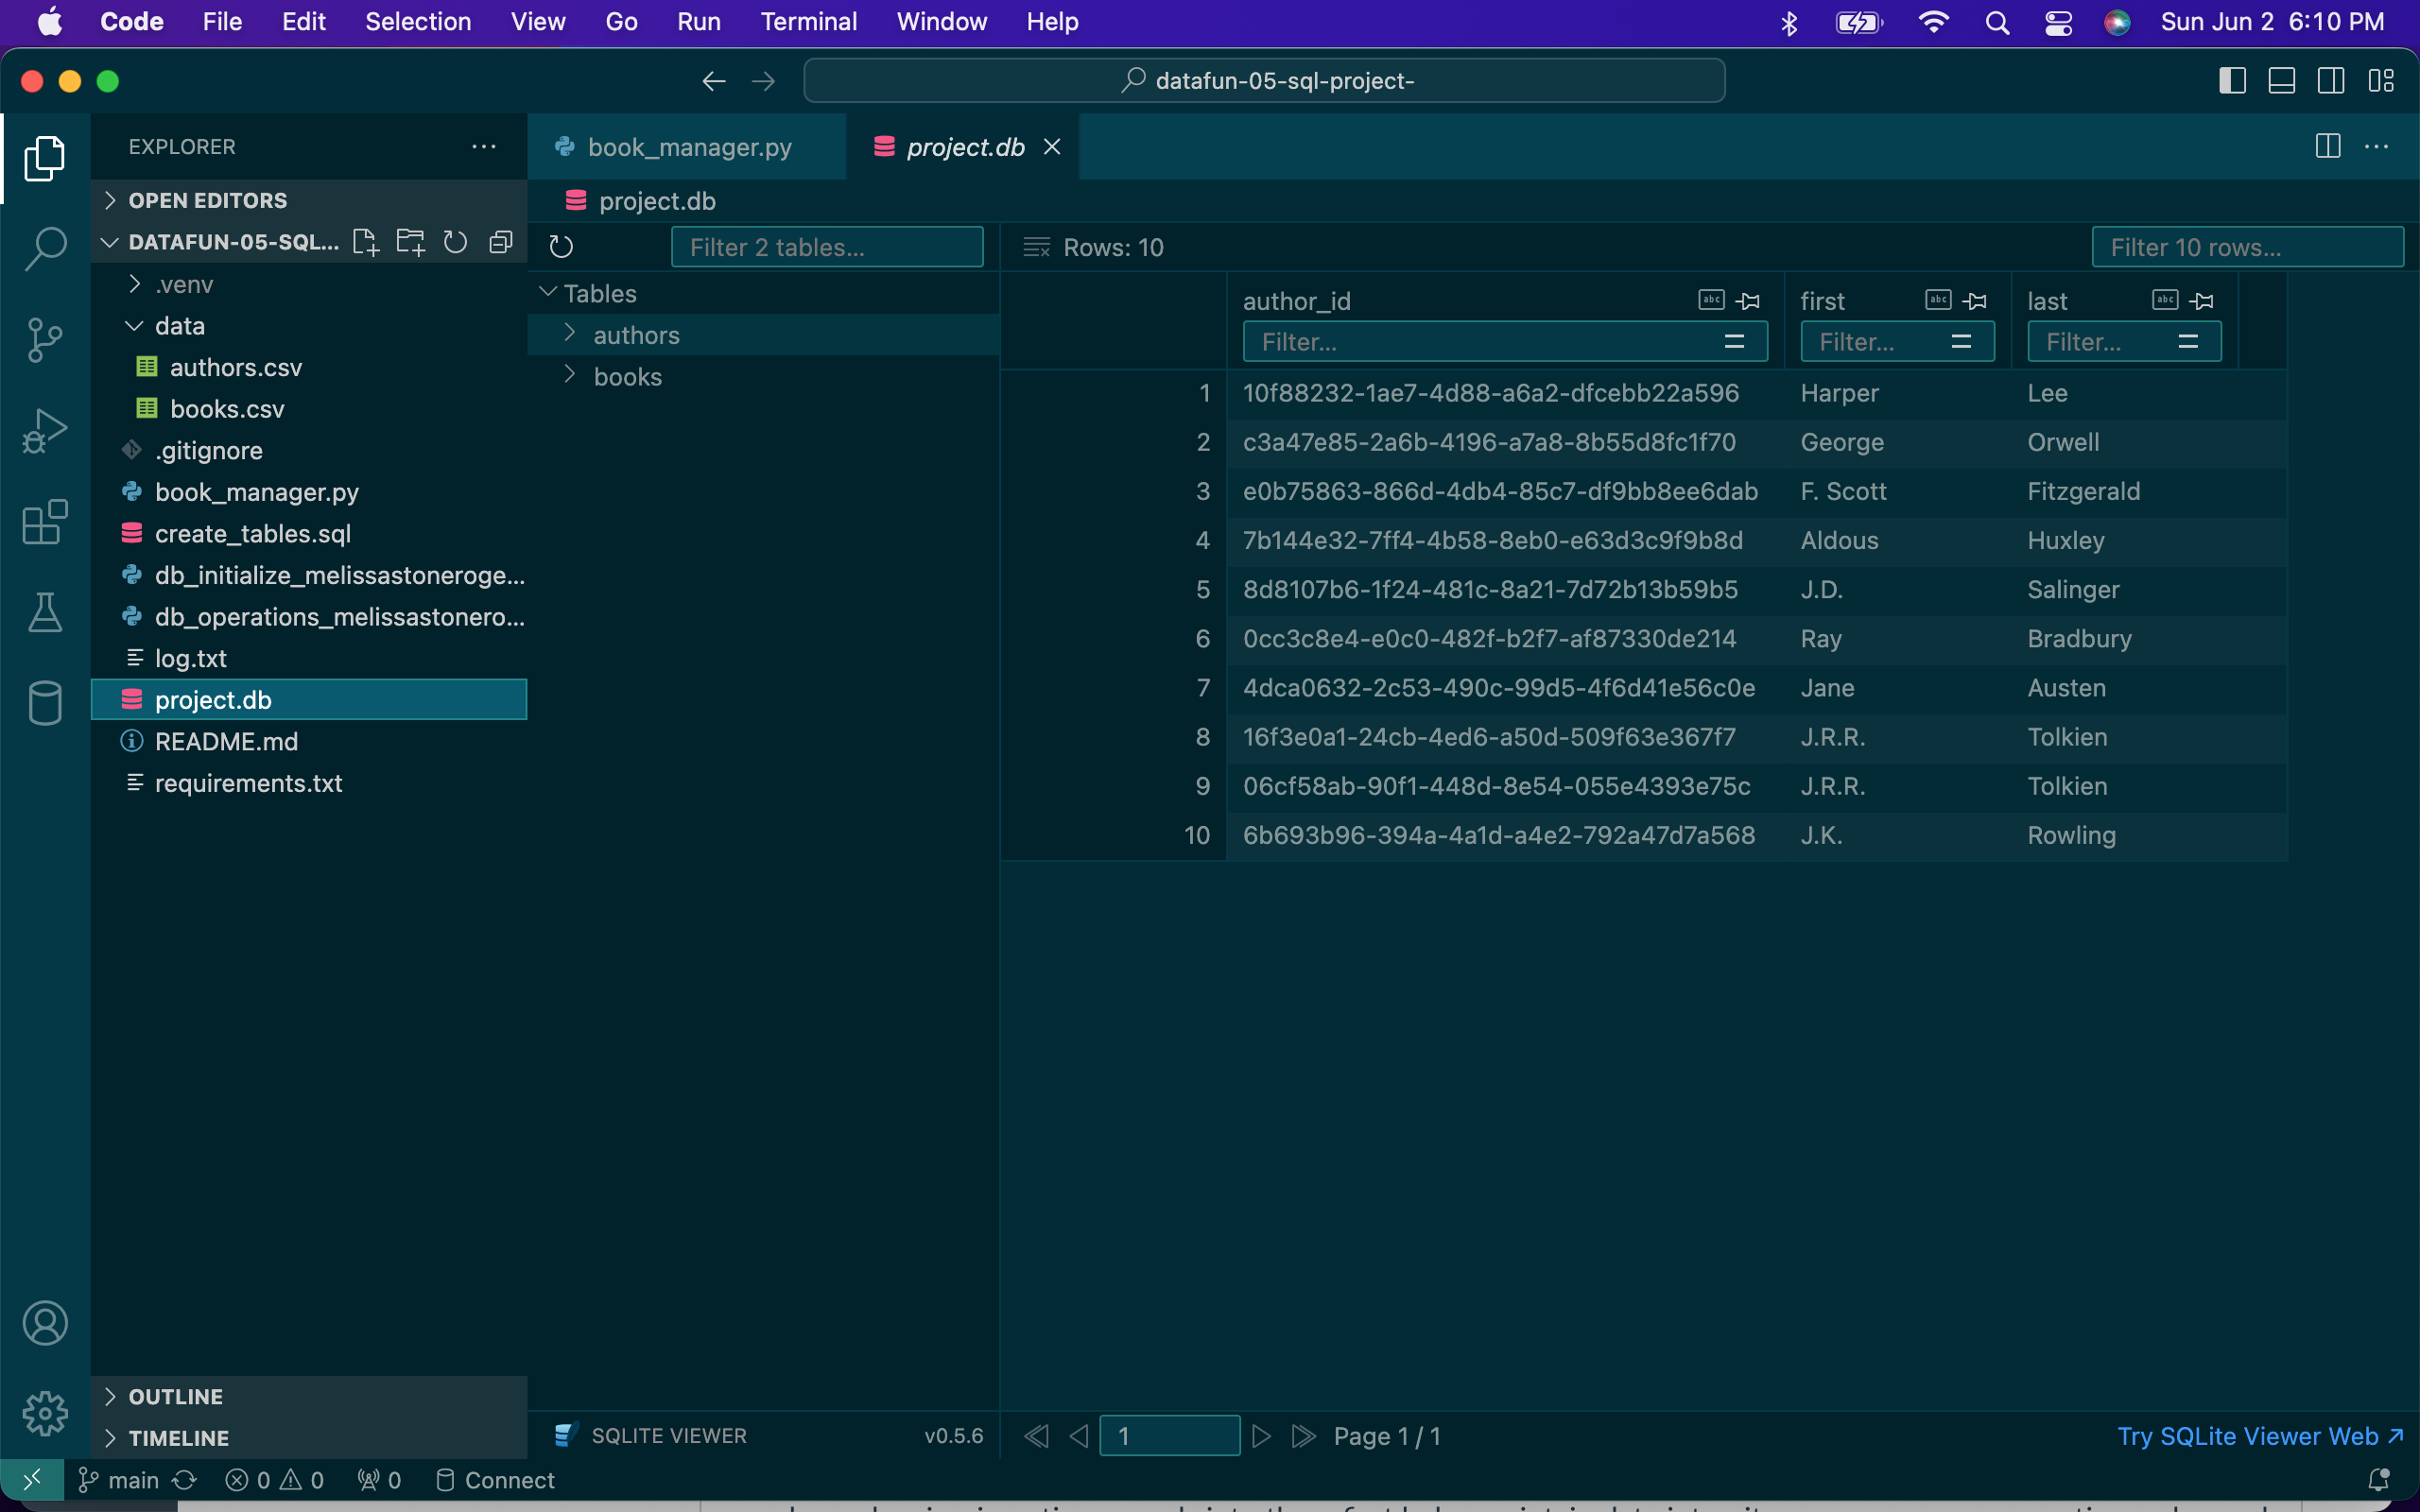 Code File Edit Selection View Go Run Terminal Window Help Sun Jun 2 6:10 PM
datafun-05-sql-project-
EXPLORER
OPEN EDITORS
DATAFUN-05-SQL...
.venv
data
authors.csv
books.csv
.gitignore
book_manager.py
create_tables.sql
db_initialize_melissastoneroge...
db_operations_melissastonero...
log.txt
project.db
README.md
requirements.txt
OUTLINE
TIMELINE
book_manager.py project.db
project.db
Filter 2 tables...
Tables
authors
books
SQLITE VIEWER v0.5.6
Rows: 10 Filter 10 rows...
author_id abc first abc last abc
Filter... Filter... Filter...
1 10f88232-1ae7-4d88-a6a2-dfcebb22a596 Harper Lee
2 c3a47e85-2a6b-4196-a7a8-8b55d8fc1f70 George Orwell
3 e0b75863-866d-4db4-85c7-df9bb8ee6dab F. Scott Fitzgerald
4 7b144e32-7ff4-4b58-8eb0-e63d3c9f9b8d Aldous Huxley
5 8d8107b6-1f24-481c-8a21-7d72b13b59b5 J.D. Salinger
6 0cc3c8e4-e0c0-482f-b2f7-af87330de214 Ray Bradbury
7 4dca0632-2c53-490c-99d5-4f6d41e56c0e Jane Austen
8 16f3e0a1-24cb-4ed6-a50d-509f63e367f7 J.R.R. Tolkien
9 06cf58ab-90f1-448d-8e54-055e4393e75c J.R.R. Tolkien
10 6b693b96-394a-4a1d-a4e2-792a47d7a568 J.K. Rowling
1 Page 1 / 1 Try SQLite Viewer Web
main 0 0 0 Connect